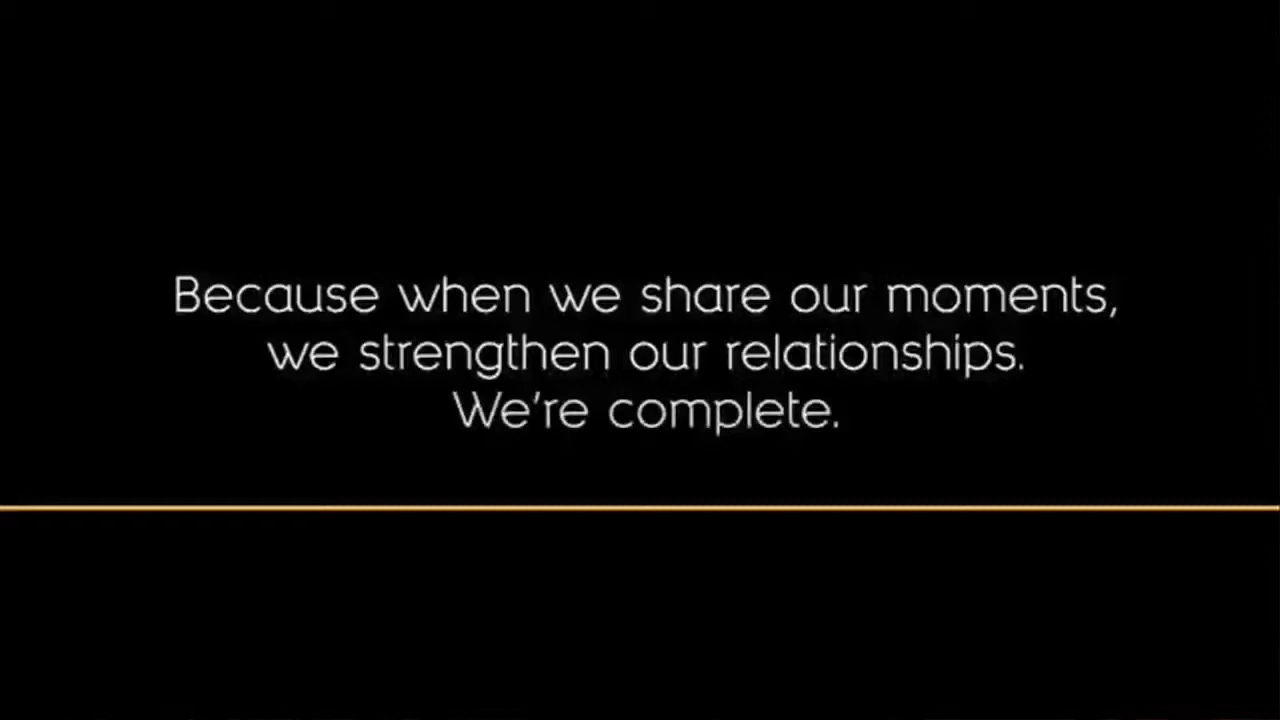 Because when we share our moments,
we strengthen our relationships.
We're complete.